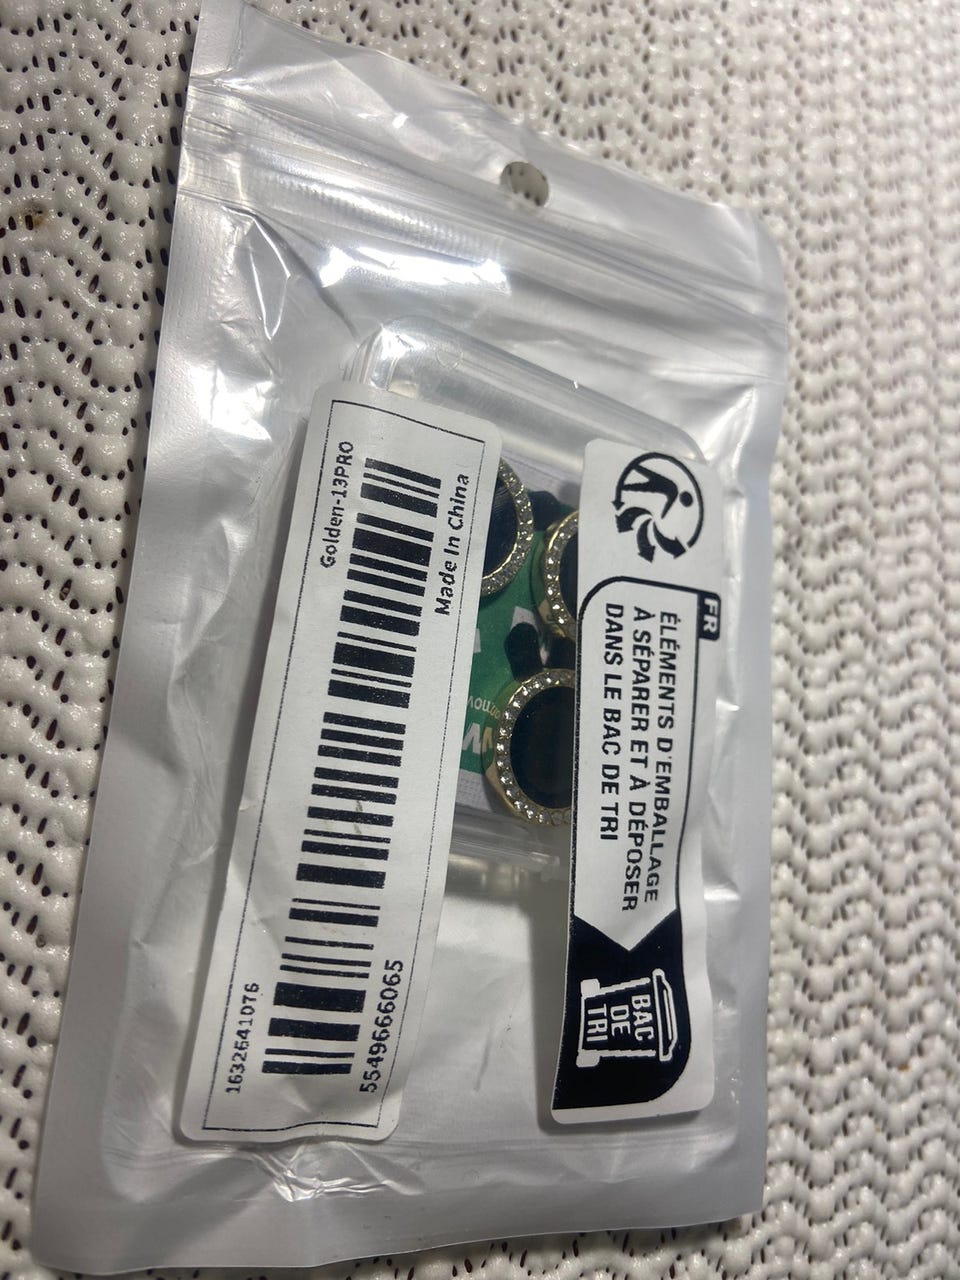 Golden-13PRO
Made In China
1632641076
5549666065
FR
ÉLÉMENTS D'EMBALLAGE
À SÉPARER ET À DÉPOSER
DANS LE BAC DE TRI
BAC
DE
TRI